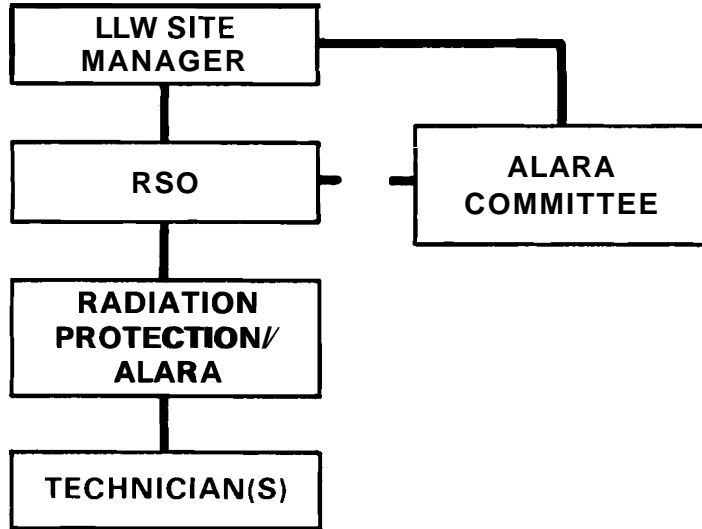 LLW SITE
MANAGER
RSO
ALARA
COMMITTEE
RADIATION
PROTECTION/
ALARA
TECHNICIAN(S)